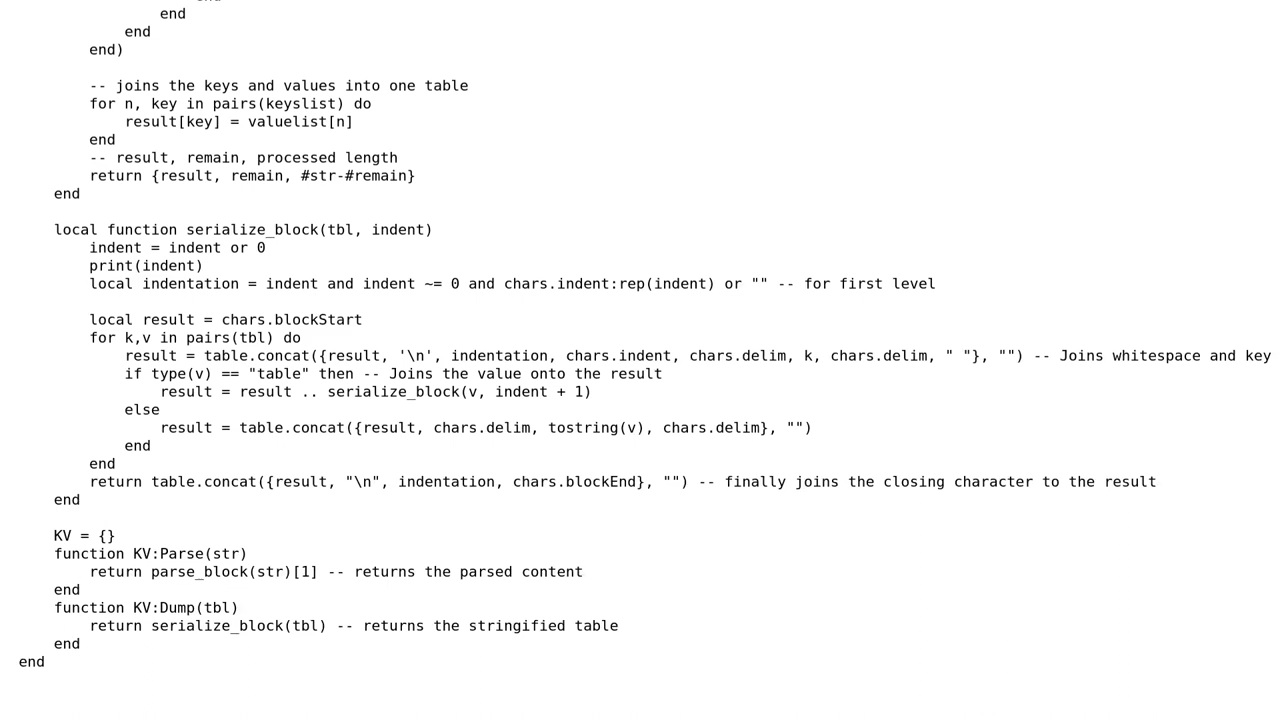 end
end
end)
-- joins the keys and values into one table
for n, key in pairs(keyslist) do
result[key] = valuelist[n]
end
-- result, remain, processed length
return {result, remain, #str-#remain}
end
local function serialize_block(tbl, indent)
indent = indent or 0
print(indent)
local indentation = indent and indent ~= 0 and chars.indent:rep(indent) or "" -- for first level
local result = chars.blockStart
for k,v in pairs(tbl) do
result = table.concat({result, '\n', indentation, chars.indent, chars.delim, k, chars.delim, " "}, "") -- Joins whitespace and key
if type(v) == "table" then -- Joins the value onto the result
result = result .. serialize_block(v, indent + 1)
else
result = table.concat({result, chars.delim, tostring(v), chars.delim}, "")
end
end
return table.concat({result, "\n", indentation, chars.blockEnd}, "") -- finally joins the closing character to the result
end
KV = {}
function KV:Parse(str)
return parse_block(str)[1] -- returns the parsed content
end
function KV:Dump(tbl)
return serialize_block(tbl) -- returns the stringified table
end
end